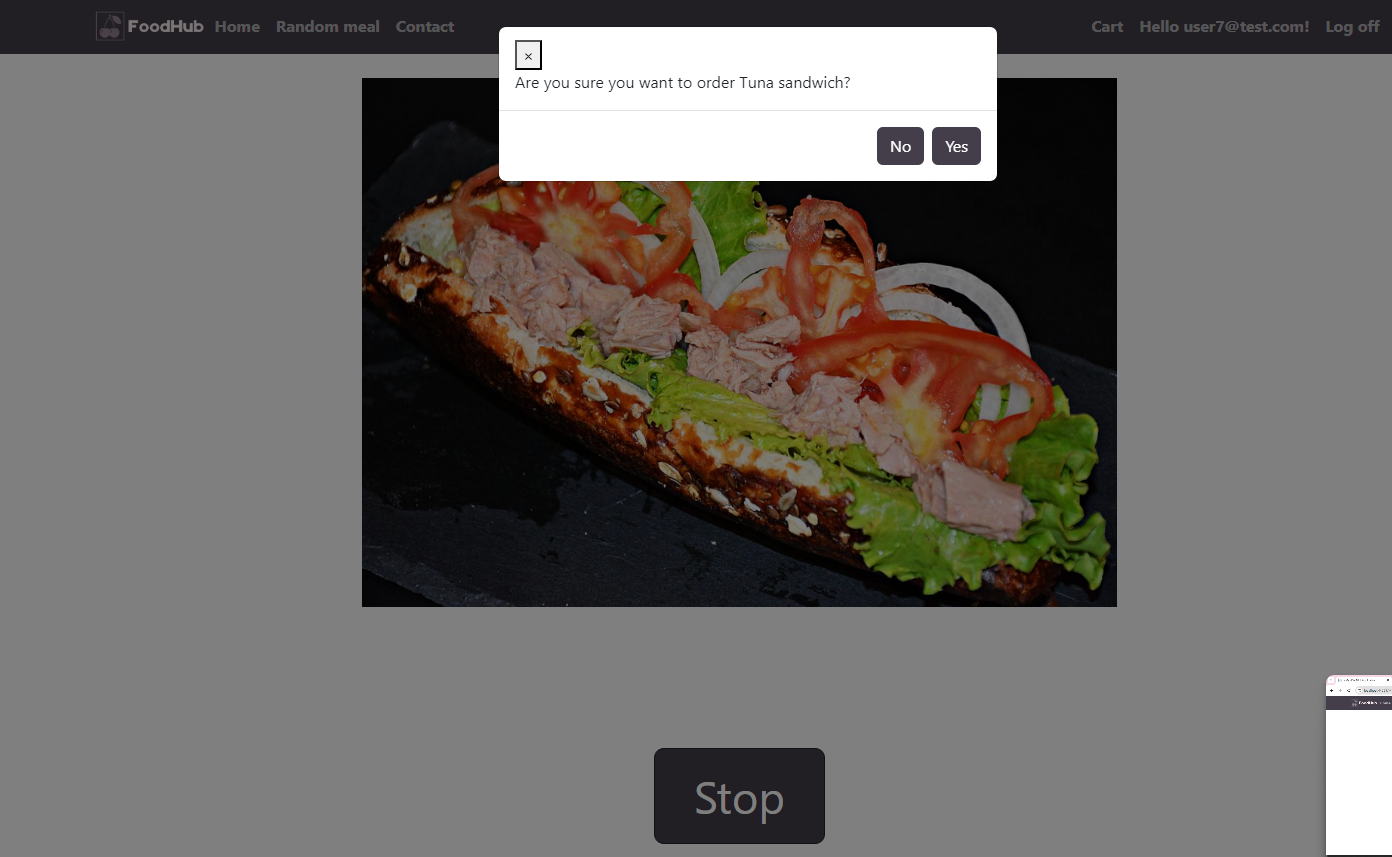 FoodHub Home Random meal Contact Cart Hello user7@test.com! Log off
×
Are you sure you want to order Tuna sandwich?
No Yes
Stop
FoodHub